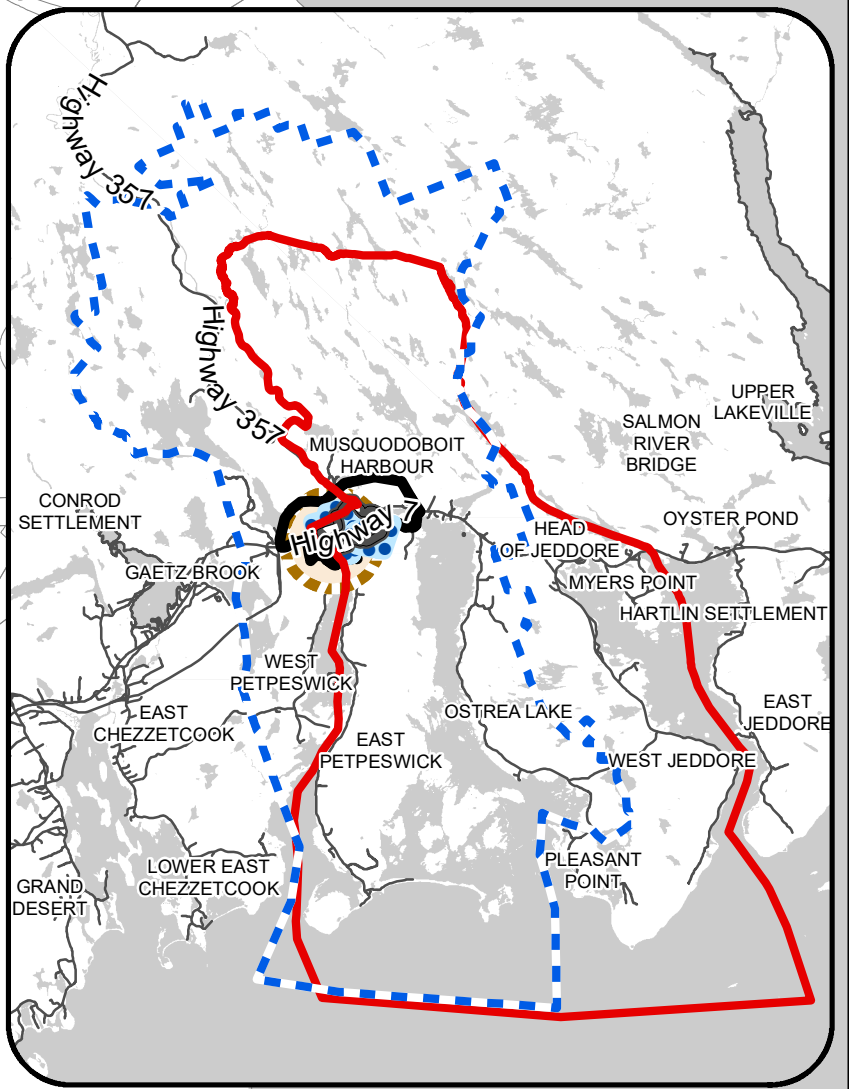 Highway 357
Highway 357
UPPER
LAKEVILLE
SALMON
RIVER
BRIDGE
MUSQUODOBOIT
HARBOUR
CONROD
SETTLEMENT
Highway 7
OYSTER POND
HEAD
OF JEDDORE
GAETZ BROOK
MYERS POINT
HARTLIN SETTLEMENT
WEST
PETPESWICK
EAST
CHEZZETCOOK
OSTREA LAKE
EAST
JEDDORE
EAST
PETPESWICK
WEST JEDDORE
PLEASANT
POINT
LOWER EAST
CHEZZETCOOK
GRAND
DESERT